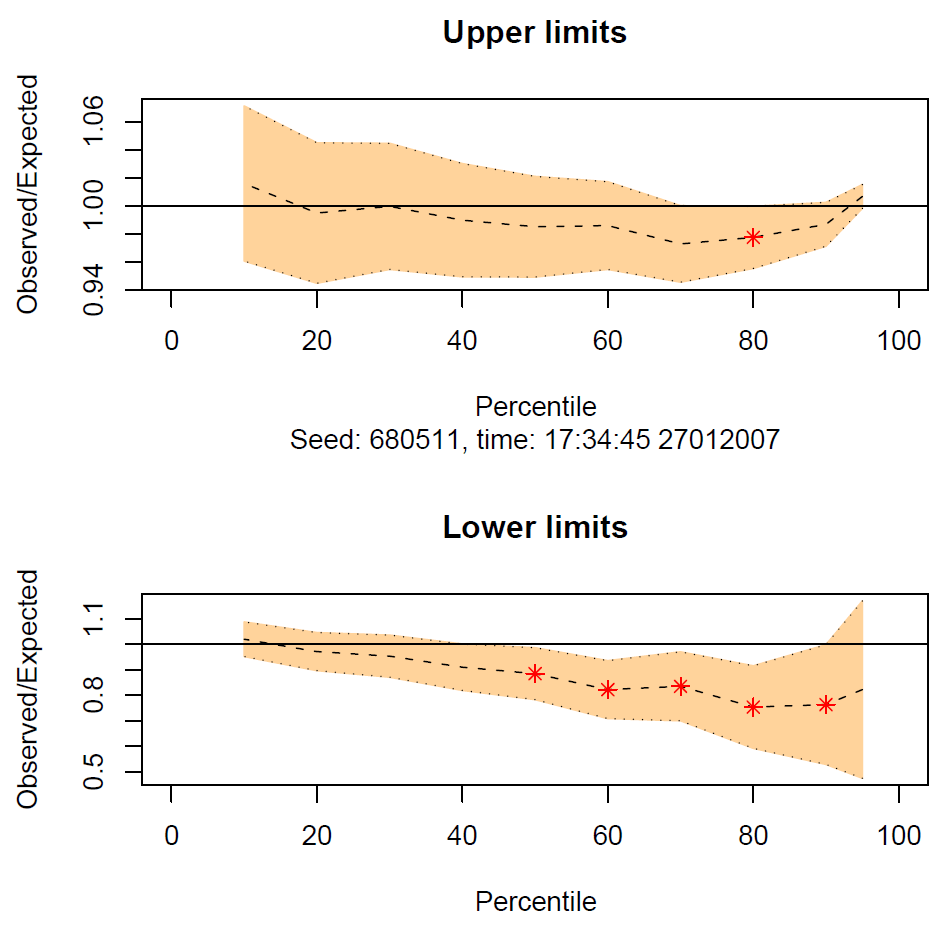 Upper limits
Observed/Expected
1.06
1.00
0.94
0 20 40 60 80 100
Percentile
Seed: 680511, time: 17:34:45 27012007
Lower limits
Observed/Expected
1.1
0.8
0.5
0 20 40 60 80 100
Percentile